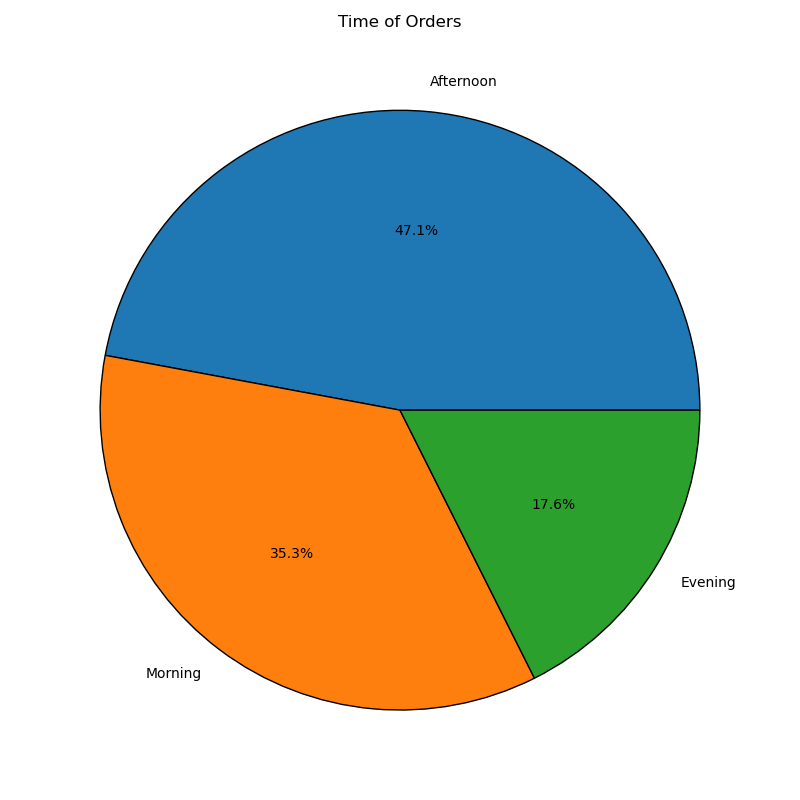 Time of Orders
Afternoon
47.1%
17.6%
35.3%
Evening
Morning